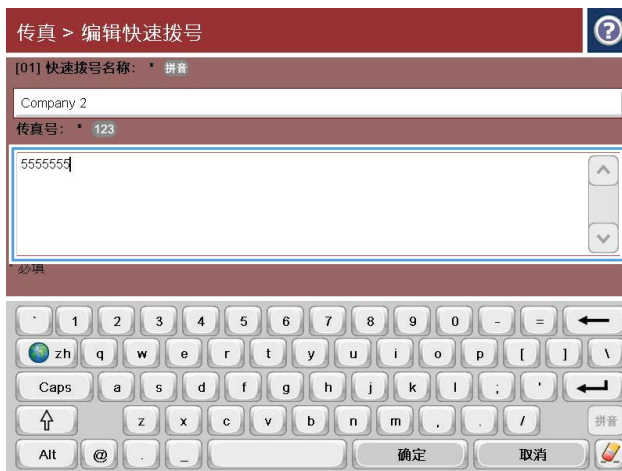 传真 > 编辑快速拨号
?
[01] 快速拨号名称： * 拼音
Company 2
传真号： * 123
5555555
* 必填
` 1 2 3 4 5 6 7 8 9 0 - =
zh q w e r t y u i o p [ ] \
Caps a s d f g h j k l ; '
z x c v b n m , . / 拼音
Alt @ . _ 确定 取消